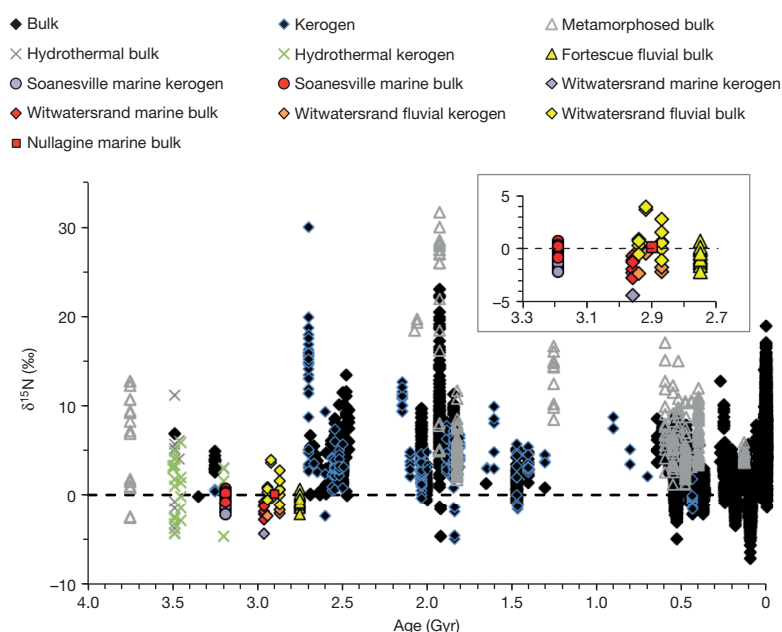 Bulk Kerogen Metamorphosed bulk
Hydrothermal bulk Hydrothermal kerogen Fortescue fluvial bulk
Soanesville marine kerogen Soanesville marine bulk Witwatersrand marine kerogen
Witwatersrand marine bulk Witwatersrand fluvial kerogen Witwatersrand fluvial bulk
Nullagine marine bulk
δ¹⁵N (‰)
30
20
10
0
−10
5
0
−5
3.3 3.1 2.9 2.7
4.0 3.5 3.0 2.5 2.0 1.5 1.0 0.5 0
Age (Gyr)